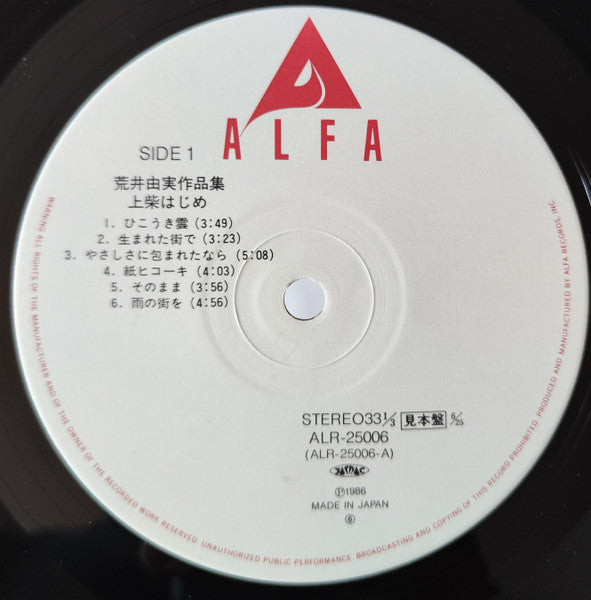 ALFA
SIDE 1
荒井由実作品集
上柴はじめ
1. ひこうき雲 (3:49)
2. 生まれた街で (3:23)
3. やさしさに包まれたなら (5:08)
4. 紙ヒコーキ (4:03)
5. そのまま (3:56)
6. 雨の街を (4:56)
STEREO33⅓ 見本盤 6/25
ALR-25006
(ALR-25006-A)
JASRAC
Ⓟ1986
MADE IN JAPAN
⑥
WARNING: ALL RIGHTS OF THE MANUFACTURER AND OF THE OWNER OF THE RECORDED WORK RESERVED. UNAUTHORIZED PUBLIC PERFORMANCE, BROADCASTING AND COPYING OF THIS RECORD PROHIBITED. PRODUCED AND MANUFACTURED BY ALFA RECORDS, INC.